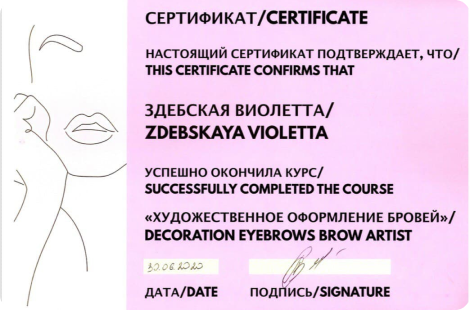 СЕРТИФИКАТ/CERTIFICATE
НАСТОЯЩИЙ СЕРТИФИКАТ ПОДТВЕРЖДАЕТ, ЧТО/
THIS CERTIFICATE CONFIRMS THAT
ЗДЕБСКАЯ ВИОЛЕТТА/
ZDEBSKAYA VIOLETTA
УСПЕШНО ОКОНЧИЛА КУРС/
SUCCESSFULLY COMPLETED THE COURSE
«ХУДОЖЕСТВЕННОЕ ОФОРМЛЕНИЕ БРОВЕЙ»/
DECORATION EYEBROWS BROW ARTIST
30.06.2020
ДАТА/DATE ПОДПИСЬ/SIGNATURE